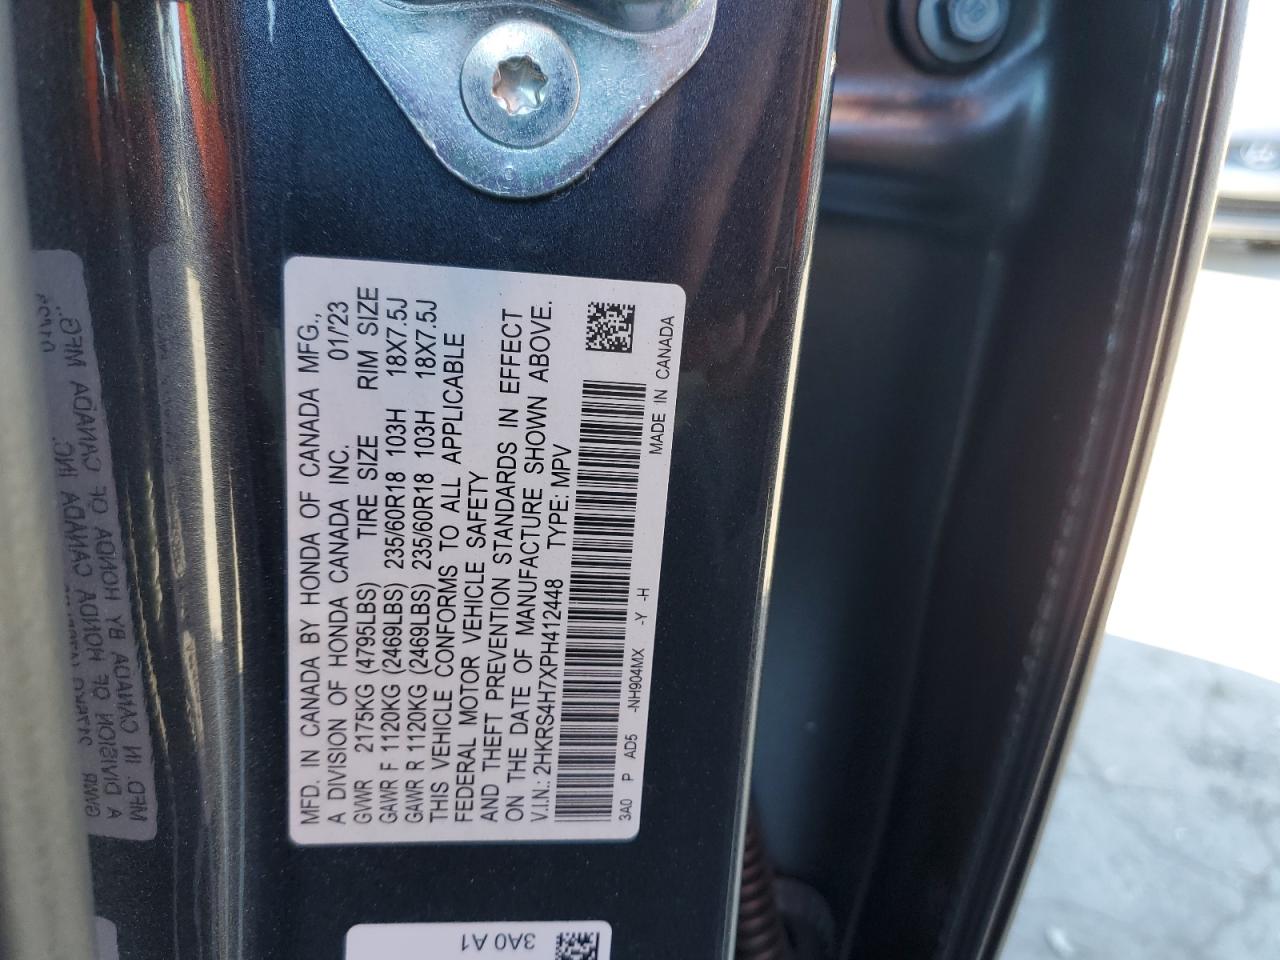 MFD. IN CANADA BY HONDA OF CANADA MFG.,
A DIVISION OF HONDA CANADA INC. 01/'23
GVWR 2175KG (4795LBS) TIRE SIZE RIM SIZE
GAWR F 1120KG (2469LBS) 235/60R18 103H 18X7.5J
GAWR R 1120KG (2469LBS) 235/60R18 103H 18X7.5J
THIS VEHICLE CONFORMS TO ALL APPLICABLE
FEDERAL MOTOR VEHICLE SAFETY
AND THEFT PREVENTION STANDARDS IN EFFECT
ON THE DATE OF MANUFACTURE SHOWN ABOVE.
V.I.N.: 2HKRS4H7XPH412448 TYPE: MPV
3A0 P AD5 -NH904MX -Y -H
MADE IN CANADA
3A0 A1